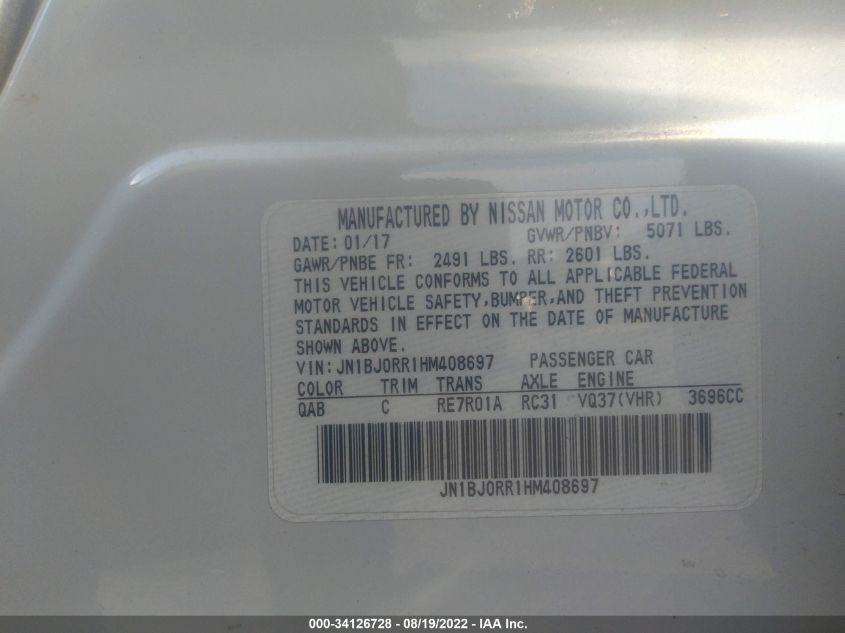 MANUFACTURED BY NISSAN MOTOR CO.,LTD.
DATE: 01/17 GVWR/PNBV: 5071 LBS.
GAWR/PNBE FR: 2491 LBS. RR: 2601 LBS.
THIS VEHICLE CONFORMS TO ALL APPLICABLE FEDERAL
MOTOR VEHICLE SAFETY,BUMPER,AND THEFT PREVENTION
STANDARDS IN EFFECT ON THE DATE OF MANUFACTURE
SHOWN ABOVE.
VIN:JN1BJ0RR1HM408697 PASSENGER CAR
COLOR TRIM TRANS AXLE ENGINE
QAB C RE7R01A RC31 VQ37(VHR) 3696CC
JN1BJ0RR1HM408697
000-34126728 - 08/19/2022 - IAA Inc.